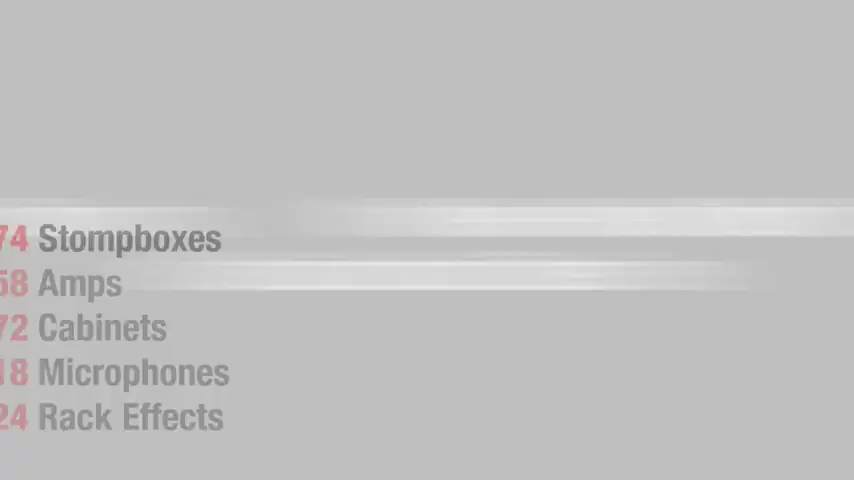 74 Stompboxes
58 Amps
72 Cabinets
18 Microphones
24 Rack Effects